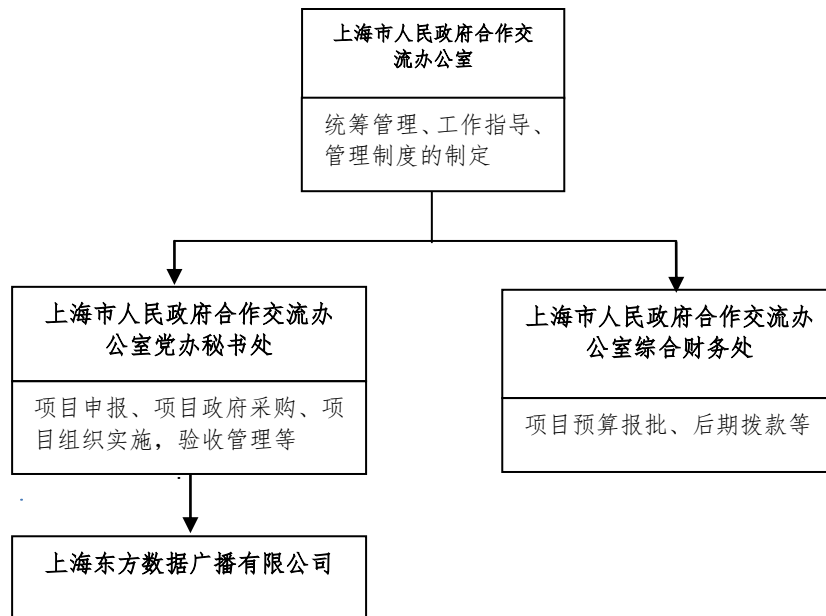 上海市人民政府合作交
流办公室
统筹管理、工作指导、
管理制度的制定
上海市人民政府合作交流办
公室党办秘书处
项目申报、项目政府采购、项
目组织实施，验收管理等
上海市人民政府合作交流办
公室综合财务处
项目预算报批、后期拨款等
上海东方数据广播有限公司